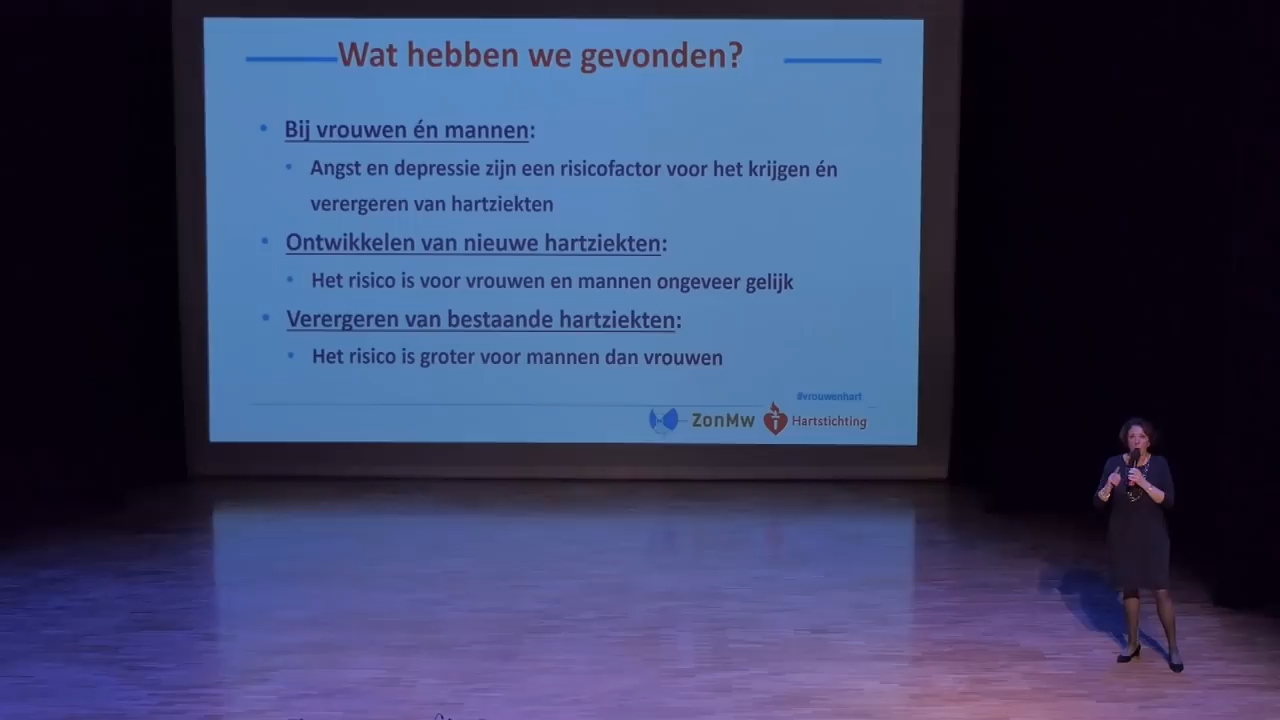 Wat hebben we gevonden?
• Bij vrouwen én mannen:
• Angst en depressie zijn een risicofactor voor het krijgen én
verergeren van hartziekten
• Ontwikkelen van nieuwe hartziekten:
• Het risico is voor vrouwen en mannen ongeveer gelijk
• Verergeren van bestaande hartziekten:
• Het risico is groter voor mannen dan vrouwen
#vrouwenhart
ZonMw Hartstichting